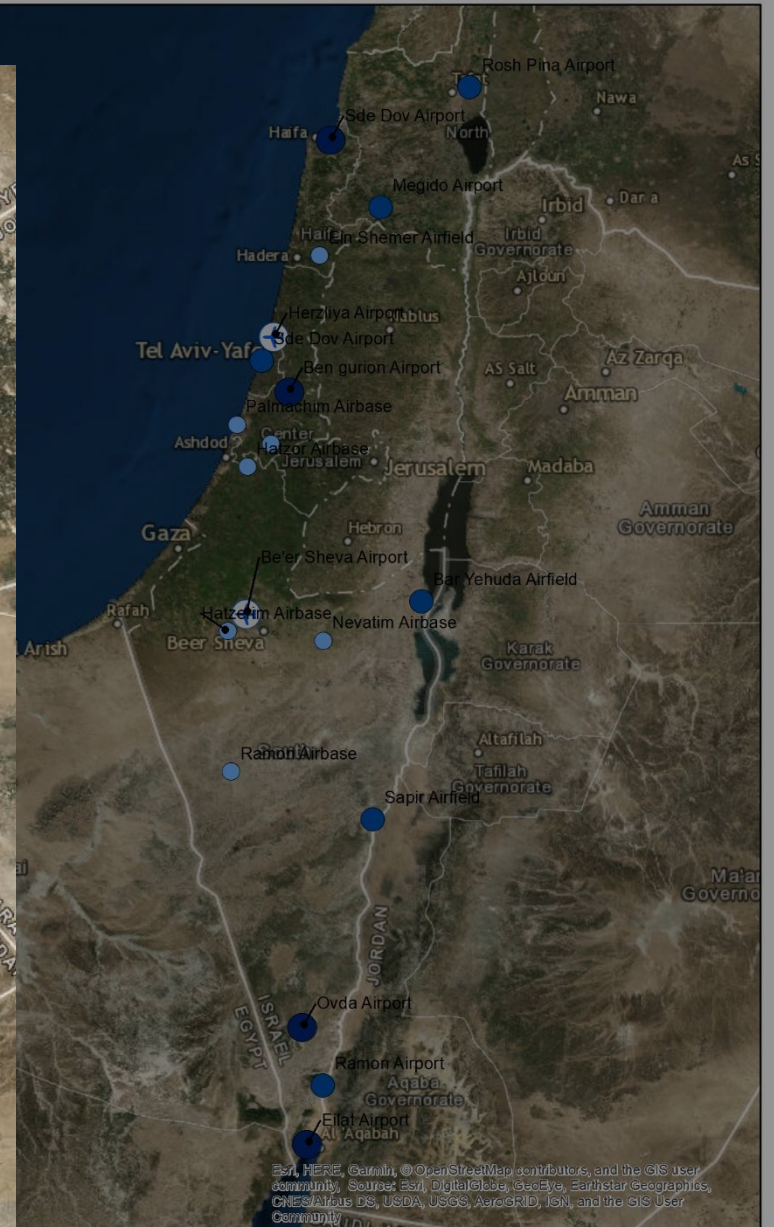 Rosh Pina Airport
Nawa
Sde Dov Airport
Haifa
North
As S
Megido Airport
Dar a
Irbid
Ein Shemer Airfield
Irbid
Governorate
Hadera
Ajloun
Herzliya Airport
Nablus
Sde Dov Airport
Tel Aviv-Yafo
Az Zarqa
Ben gurion Airport
AS Salt
Amman
Palmachim Airbase
Center
Ashdod
Hatzor Airbase
Jerusalem
Jerusalem
Madaba
Amman
Governorate
Gaza
Hebron
Be'er Sheva Airport
Bar Yehuda Airfield
Rafah
Hatzerim Airbase
Nevatim Airbase
Beer Sheva
Arish
Karak
Governorate
Altafilah
Ramon Airbase
Tafilah
Governorate
Sapir Airfield
Ma'an
Governo
JORDAN
Ovda Airport
ISRAEL
EGYPT
Ramon Airport
Aqaba
Governorate
Eilat Airport
Al 'Aqabah
Esri, HERE, Garmin, © OpenStreetMap contributors, and the GIS user
community, Source: Esri, DigitalGlobe, GeoEye, Earthstar Geographics,
CNES/Airbus DS, USDA, USGS, AeroGRID, IGN, and the GIS User
Community